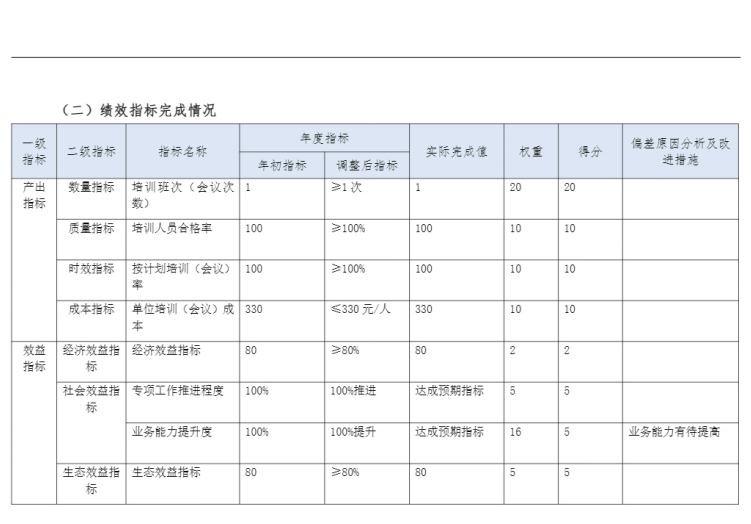 （二）绩效指标完成情况
一级指标 二级指标 指标名称 年度指标 实际完成值 权重 得分 偏差原因分析及改进措施
年初指标 调整后指标
产出指标 数量指标 培训班次（会议次数） 1 ≥1次 1 20 20
质量指标 培训人员合格率 100 ≥100% 100 10 10
时效指标 按计划培训（会议）率 100 ≥100% 100 10 10
成本指标 单位培训（会议）成本 330 ≤330元/人 330 10 10
效益指标 经济效益指标 经济效益指标 80 ≥80% 80 2 2
社会效益指标 专项工作推进程度 100% 100%推进 达成预期指标 5 5
业务能力提升度 100% 100%提升 达成预期指标 16 5 业务能力有待提高
生态效益指标 生态效益指标 80 ≥80% 80 5 5